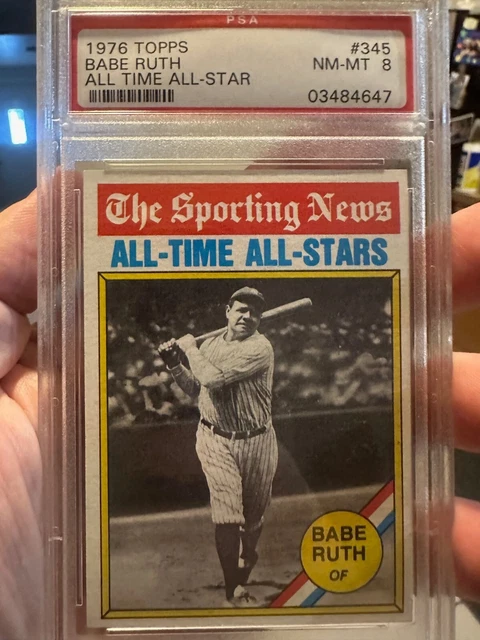 PSA
1976 TOPPS #345
BABE RUTH NM-MT 8
ALL TIME ALL-STAR
03484647
The Sporting News
ALL-TIME ALL-STARS
BABE
RUTH
OF